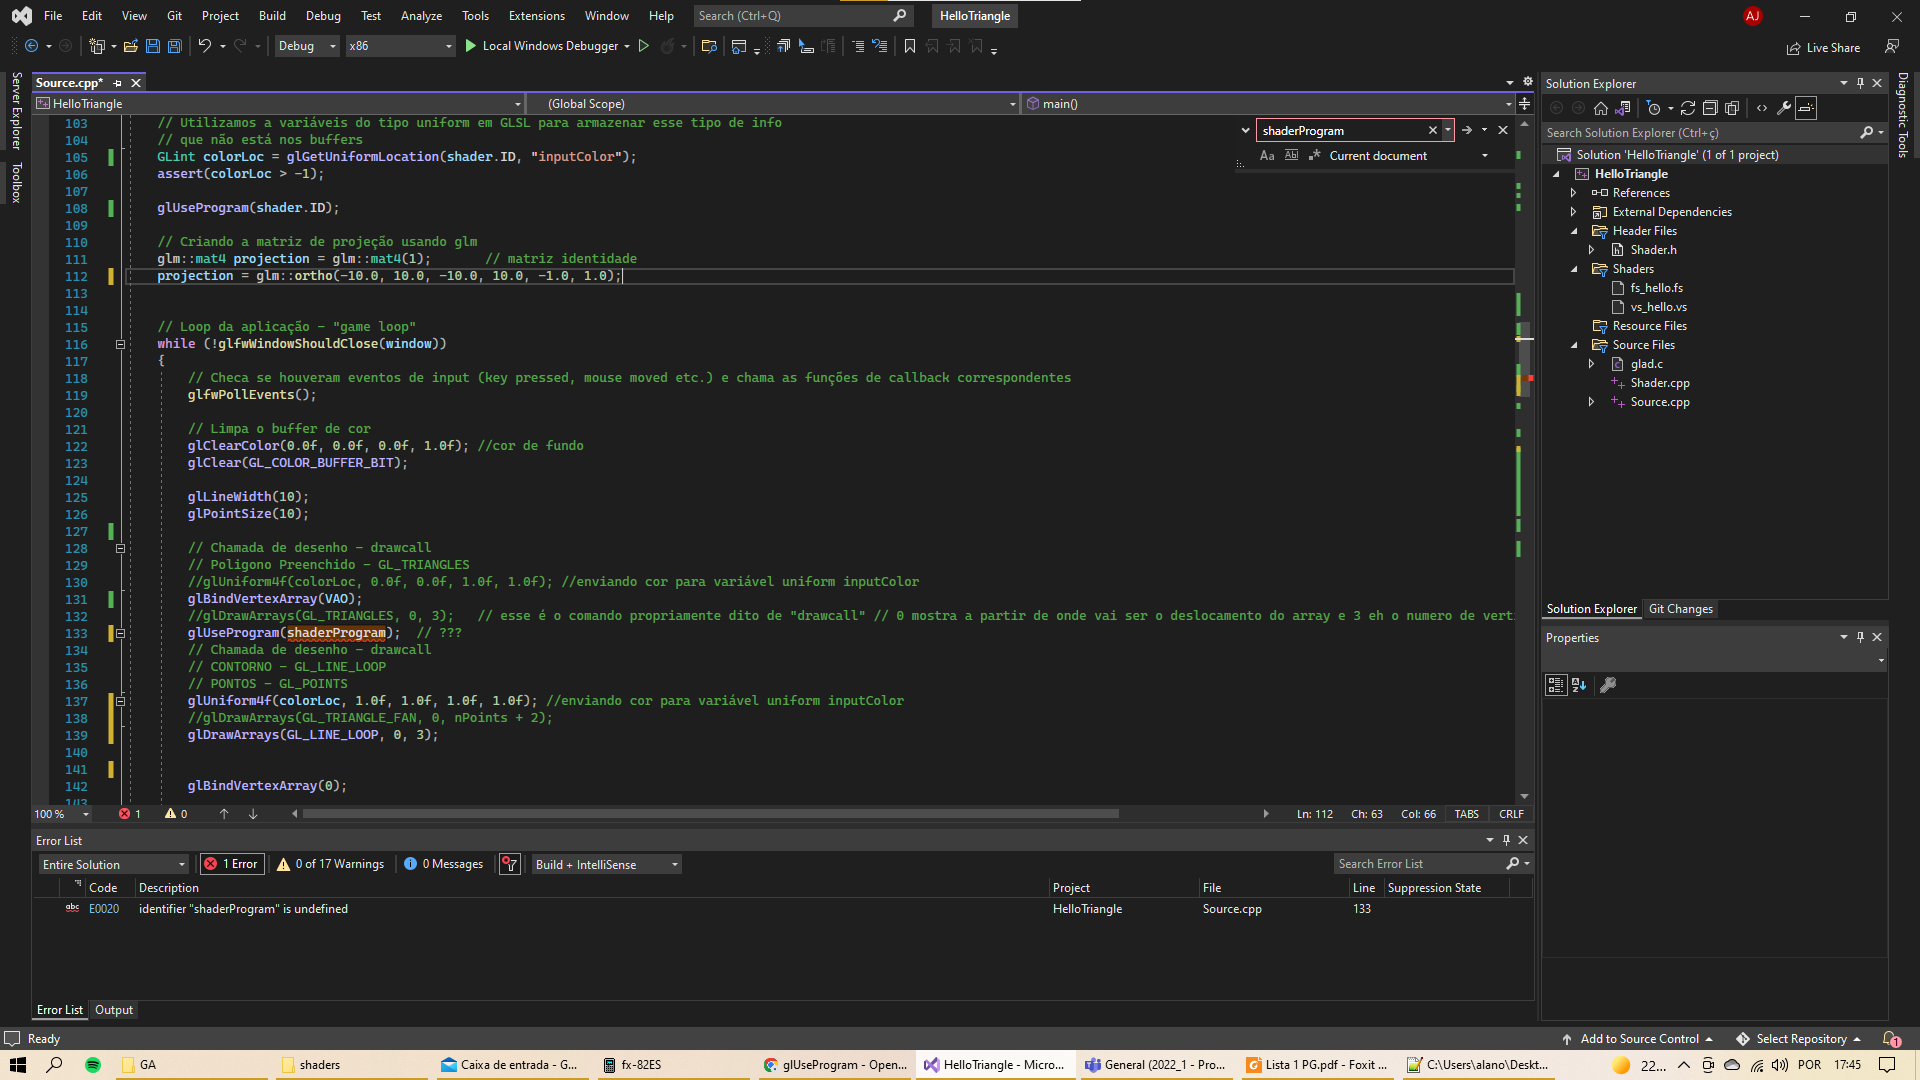 File Edit View Git Project Build Debug Test Analyze Tools Extensions Window Help Search (Ctrl+Q) HelloTriangle AJ
Debug x86 Local Windows Debugger Live Share
Server Explorer
Toolbox
Source.cpp*
HelloTriangle (Global Scope) main()
shaderProgram
Aa Ab .* Current document
103 // Utilizamos a variáveis do tipo uniform em GLSL para armazenar esse tipo de info
104 // que não está nos buffers
105 GLint colorLoc = glGetUniformLocation(shader.ID, "inputColor");
106 assert(colorLoc > -1);
107
108 glUseProgram(shader.ID);
109
110 // Criando a matriz de projeção usando glm
111 glm::mat4 projection = glm::mat4(1); // matriz identidade
112 projection = glm::ortho(-10.0, 10.0, -10.0, 10.0, -1.0, 1.0);
113
114
115 // Loop da aplicação - "game loop"
116 while (!glfwWindowShouldClose(window))
117 {
118 // Checa se houveram eventos de input (key pressed, mouse moved etc.) e chama as funções de callback correspondentes
119 glfwPollEvents();
120
121 // Limpa o buffer de cor
122 glClearColor(0.0f, 0.0f, 0.0f, 1.0f); //cor de fundo
123 glClear(GL_COLOR_BUFFER_BIT);
124
125 glLineWidth(10);
126 glPointSize(10);
127
128 // Chamada de desenho - drawcall
129 // Poligono Preenchido - GL_TRIANGLES
130 //glUniform4f(colorLoc, 0.0f, 0.0f, 1.0f, 1.0f); //enviando cor para variável uniform inputColor
131 glBindVertexArray(VAO);
132 //glDrawArrays(GL_TRIANGLES, 0, 3); // esse é o comando propriamente dito de "drawcall" // 0 mostra a partir de onde vai ser o deslocamento do array e 3 eh o numero de verti
133 glUseProgram(shaderProgram); // ???
134 // Chamada de desenho - drawcall
135 // CONTORNO - GL_LINE_LOOP
136 // PONTOS - GL_POINTS
137 glUniform4f(colorLoc, 1.0f, 1.0f, 1.0f, 1.0f); //enviando cor para variável uniform inputColor
138 //glDrawArrays(GL_TRIANGLE_FAN, 0, nPoints + 2);
139 glDrawArrays(GL_LINE_LOOP, 0, 3);
140
141
142 glBindVertexArray(0);
143
100 % 1 0 Ln: 112 Ch: 63 Col: 66 TABS CRLF
Error List
Entire Solution 1 Error 0 of 17 Warnings 0 Messages Build + IntelliSense Search Error List
Code Description Project File Line Suppression State
abc E0020 identifier "shaderProgram" is undefined HelloTriangle Source.cpp 133
Error List Output
Solution Explorer
Search Solution Explorer (Ctrl+ç)
Solution 'HelloTriangle' (1 of 1 project)
HelloTriangle
References
External Dependencies
Header Files
Shader.h
Shaders
fs_hello.fs
vs_hello.vs
Resource Files
Source Files
glad.c
Shader.cpp
Source.cpp
Solution Explorer Git Changes
Properties
Diagnostic Tools
Ready Add to Source Control Select Repository 1
GA shaders Caixa de entrada - G... fx-82ES glUseProgram - Open... HelloTriangle - Micro... General (2022_1 - Pro... Lista 1 PG.pdf - Foxit ... C:\Users\alano\Deskt... 22... POR 17:45